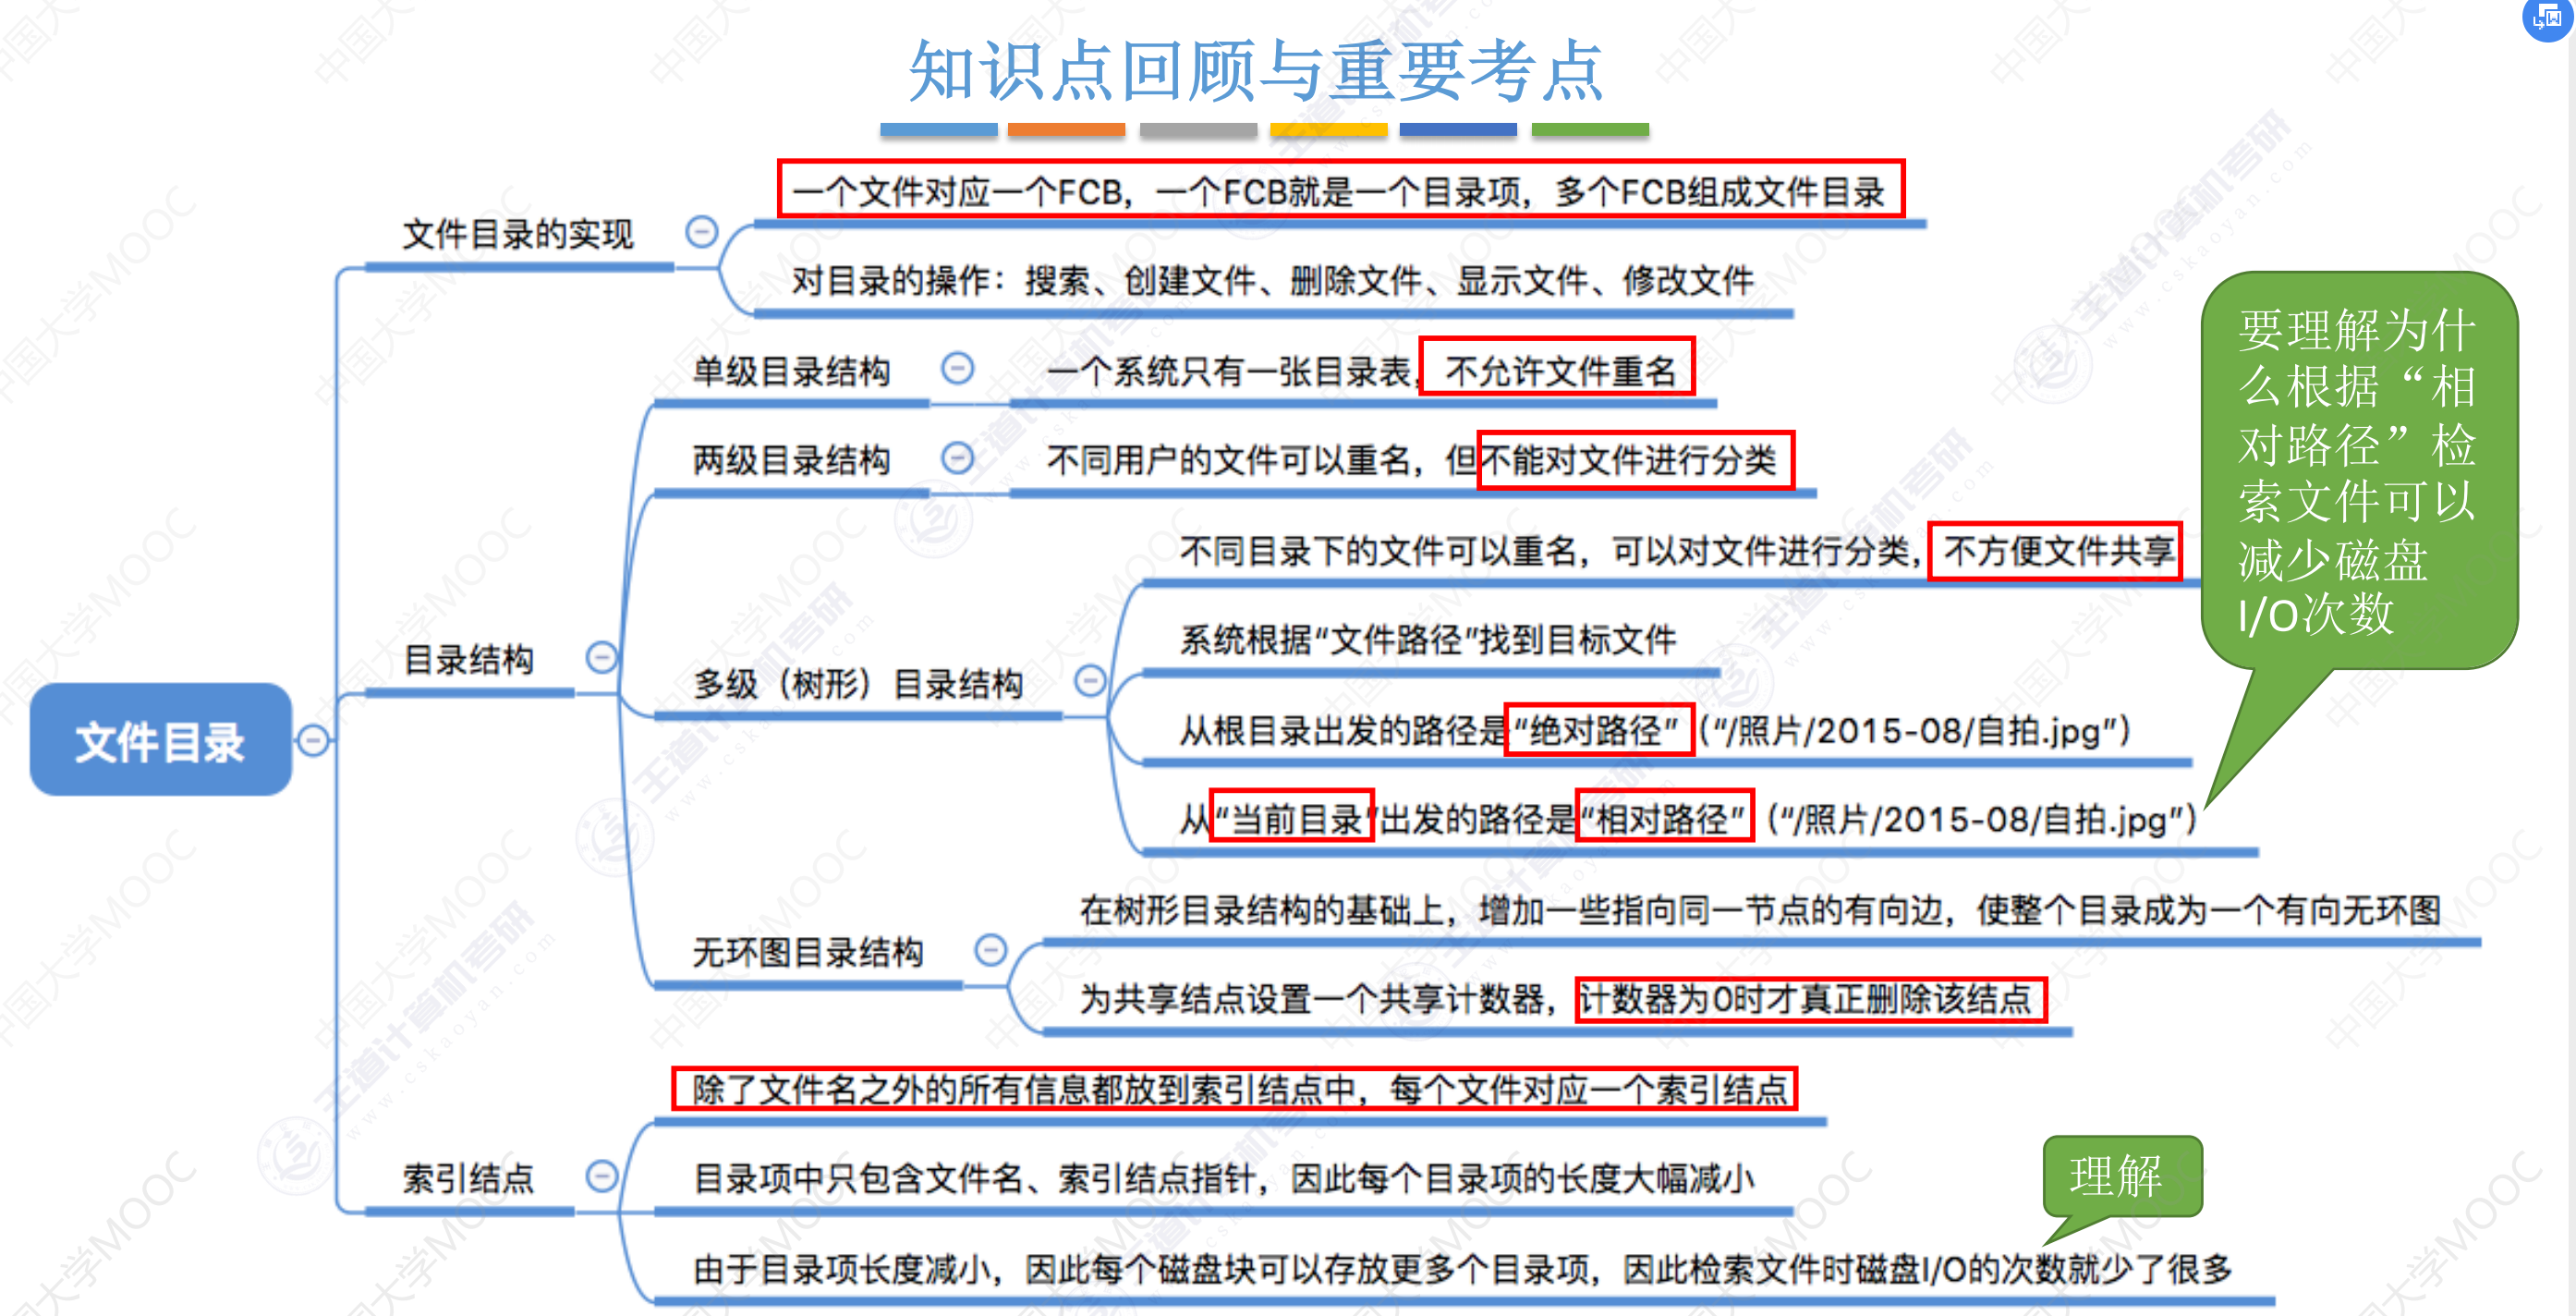 知识点回顾与重要考点
一个文件对应一个FCB，一个FCB就是一个目录项，多个FCB组成文件目录
文件目录的实现
对目录的操作：搜索、创建文件、删除文件、显示文件、修改文件
单级目录结构
一个系统只有一张目录表，不允许文件重名
两级目录结构
不同用户的文件可以重名，但不能对文件进行分类
不同目录下的文件可以重名，可以对文件进行分类，不方便文件共享
系统根据“文件路径”找到目标文件
目录结构
多级（树形）目录结构
从根目录出发的路径是“绝对路径”（“/照片/2015-08/自拍.jpg”）
从“当前目录”出发的路径是“相对路径”（“/照片/2015-08/自拍.jpg”）
文件目录
在树形目录结构的基础上，增加一些指向同一节点的有向边，使整个目录成为一个有向无环图
无环图目录结构
为共享结点设置一个共享计数器，计数器为0时才真正删除该结点
除了文件名之外的所有信息都放到索引结点中，每个文件对应一个索引结点
索引结点
目录项中只包含文件名、索引结点指针，因此每个目录项的长度大幅减小
由于目录项长度减小，因此每个磁盘块可以存放更多个目录项，因此检索文件时磁盘I/O的次数就少了很多
要理解为什
么根据“相
对路径”检
索文件可以
减少磁盘
I/O次数
理解
中国大学MOOC
王道计算机考研
www.cskaoyan.com